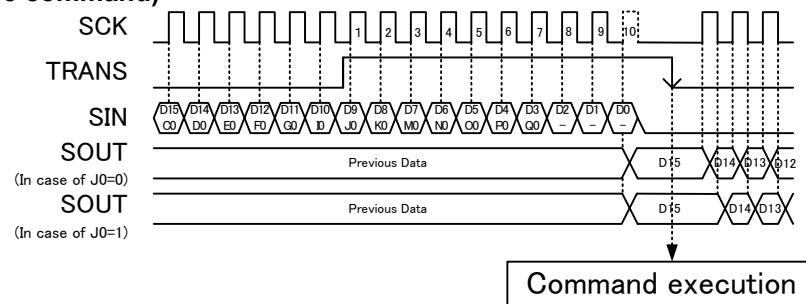 SCK 1 2 3 4 5 6 7 8 9 10
TRANS
SIN D15 D14 D13 D12 D11 D10 D9 D8 D7 D6 D5 D4 D3 D2 D1 D0
C0 D0 E0 F0 G0 I0 J0 K0 M0 N0 O0 P0 Q0 - - -
SOUT Previous Data D15 D14 D13 D12
(In case of J0=0)
SOUT Previous Data D15 D14 D13
(In case of J0=1)
Command execution